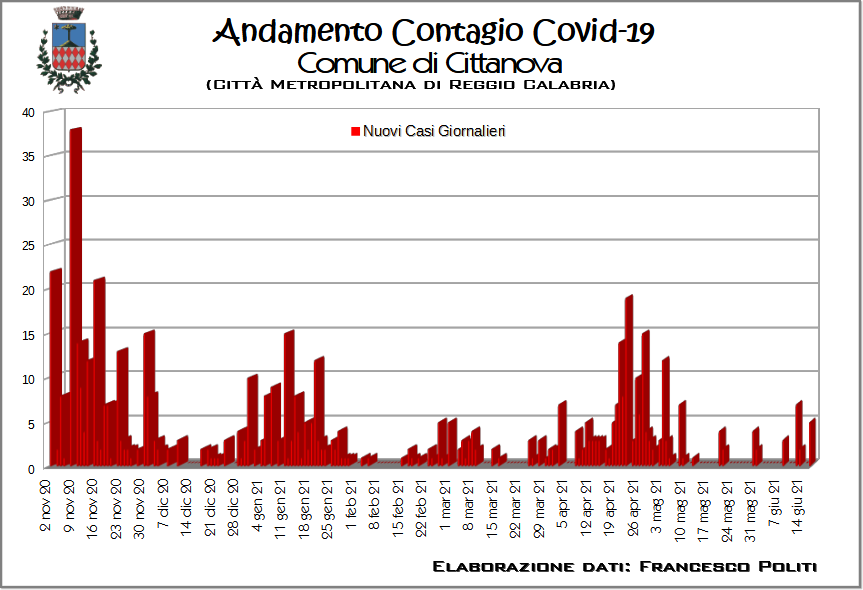 Andamento Contagio Covid-19
Comune di Cittanova
(Città Metropolitana di Reggio Calabria)
Nuovi Casi Giornalieri
40
35
30
25
20
15
10
5
0
2 nov 20
9 nov 20
16 nov 20
23 nov 20
30 nov 20
7 dic 20
14 dic 20
21 dic 20
28 dic 20
4 gen 21
11 gen 21
18 gen 21
25 gen 21
1 feb 21
8 feb 21
15 feb 21
22 feb 21
1 mar 21
8 mar 21
15 mar 21
22 mar 21
29 mar 21
5 apr 21
12 apr 21
19 apr 21
26 apr 21
3 mag 21
10 mag 21
17 mag 21
24 mag 21
31 mag 21
7 giu 21
14 giu 21
Elaborazione dati: Francesco Politi